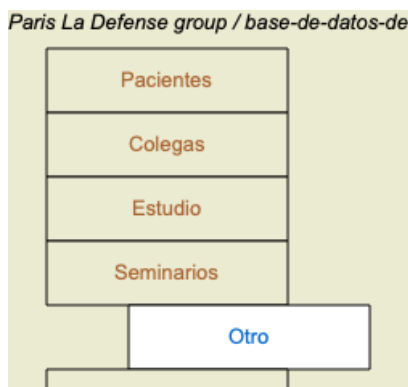 Paris La Defense group / base-de-datos-de
Pacientes
Colegas
Estudio
Seminarios
Otro